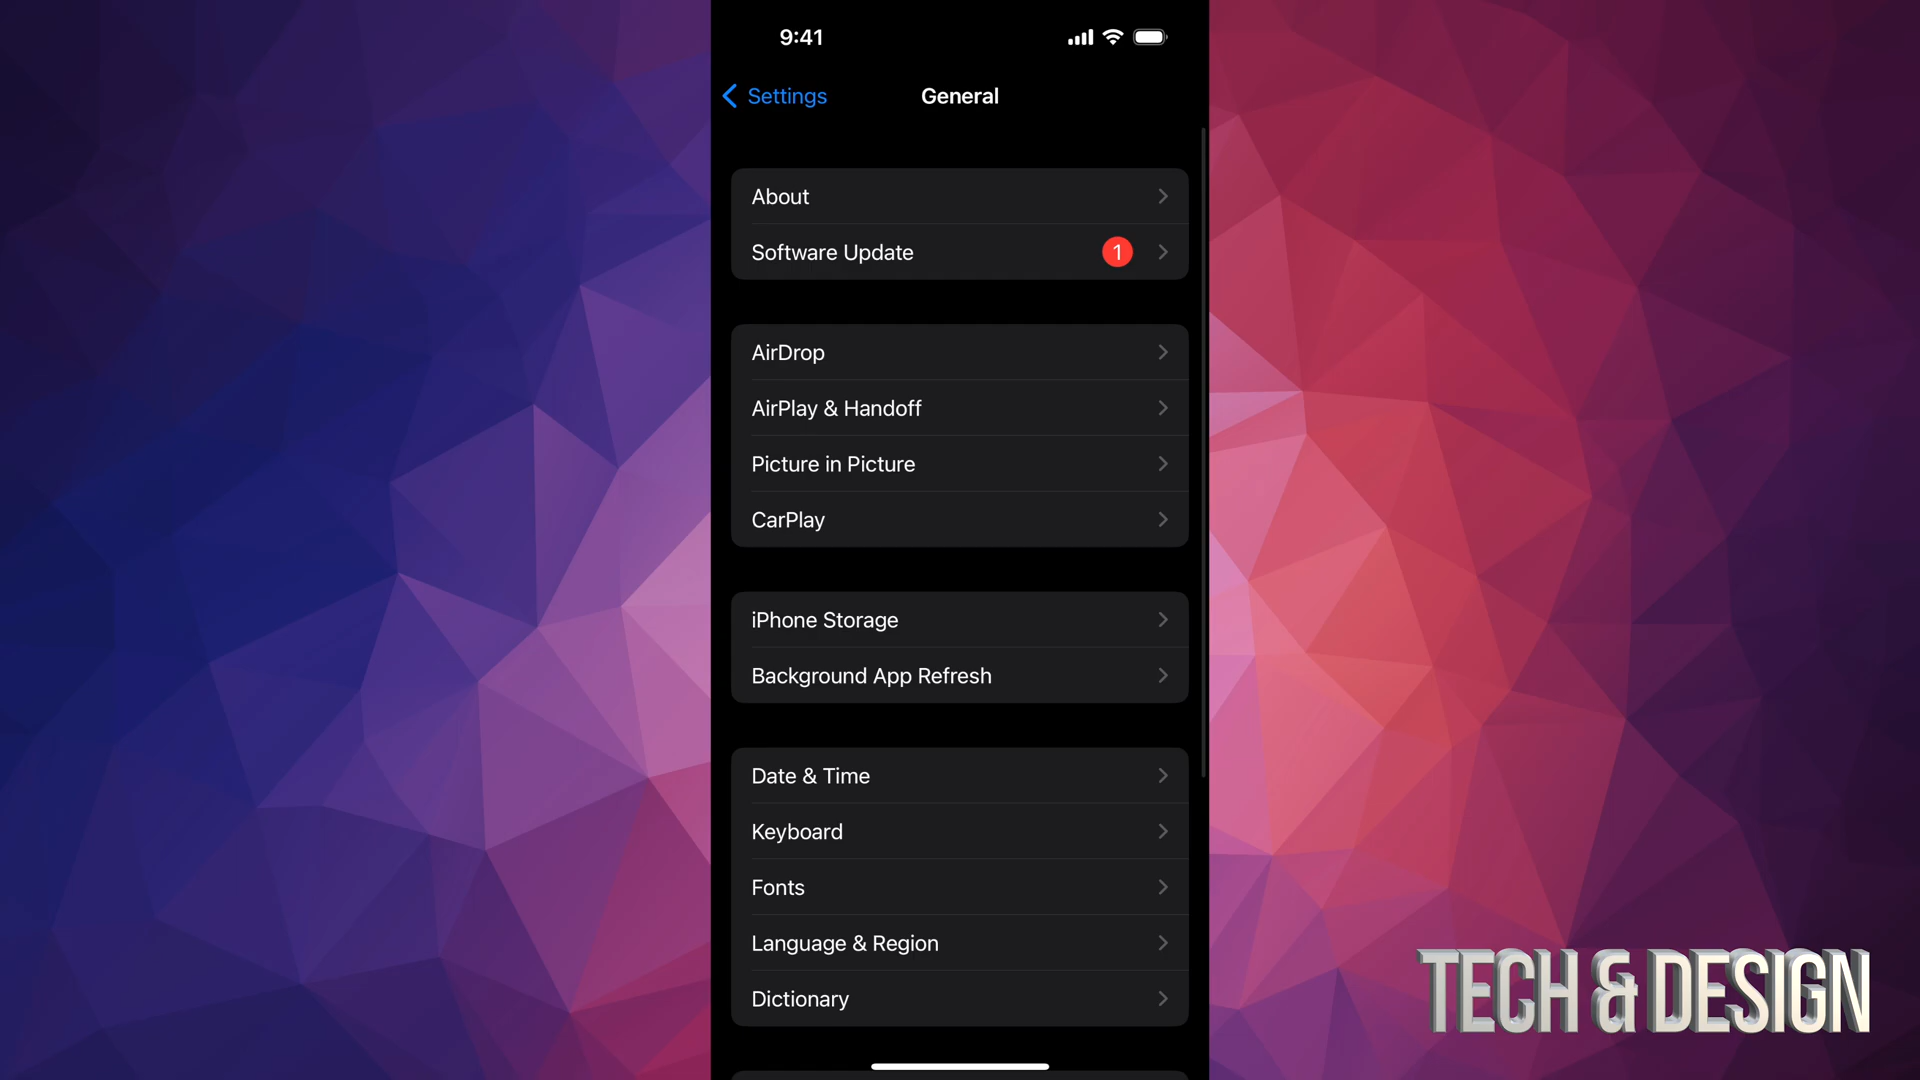 9:41
Settings
General
About
Software Update 1
AirDrop
AirPlay & Handoff
Picture in Picture
CarPlay
iPhone Storage
Background App Refresh
Date & Time
Keyboard
Fonts
Language & Region
Dictionary
TECH & DESIGN